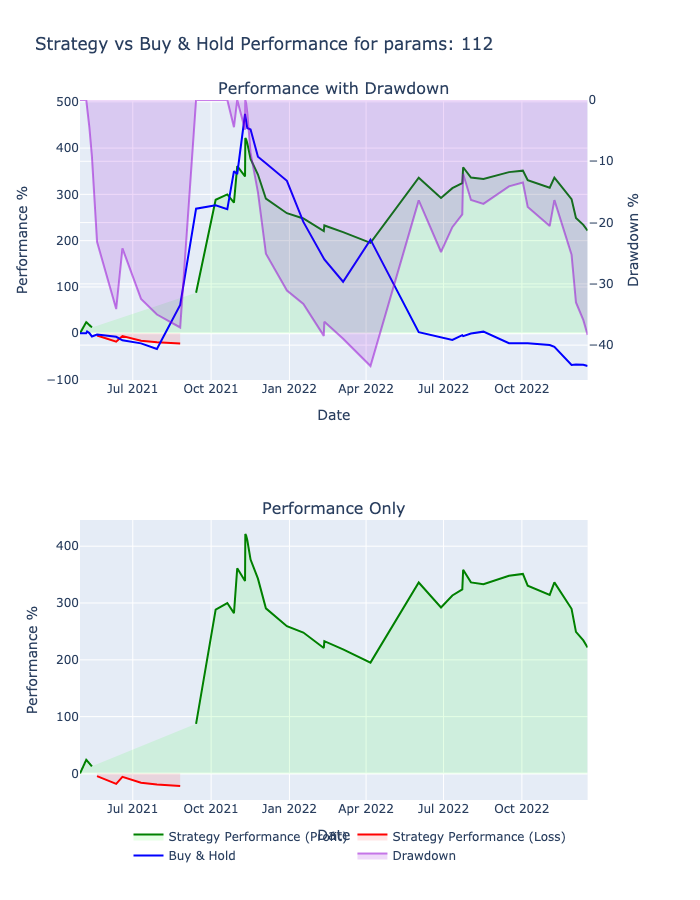 Strategy vs Buy & Hold Performance for params: 112
Performance with Drawdown
500
400
300
200
100
0
−100
0
−10
−20
−30
−40
Performance %
Drawdown %
Jul 2021 Oct 2021 Jan 2022 Apr 2022 Jul 2022 Oct 2022
Date
Performance Only
400
300
200
100
0
Performance %
Jul 2021 Oct 2021 Jan 2022 Apr 2022 Jul 2022 Oct 2022
Date
Strategy Performance (Profit) Strategy Performance (Loss)
Buy & Hold Drawdown